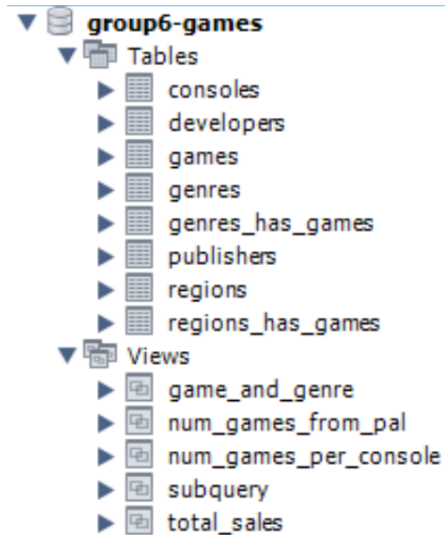 group6-games
Tables
consoles
developers
games
genres
genres_has_games
publishers
regions
regions_has_games
Views
game_and_genre
num_games_from_pal
num_games_per_console
subquery
total_sales